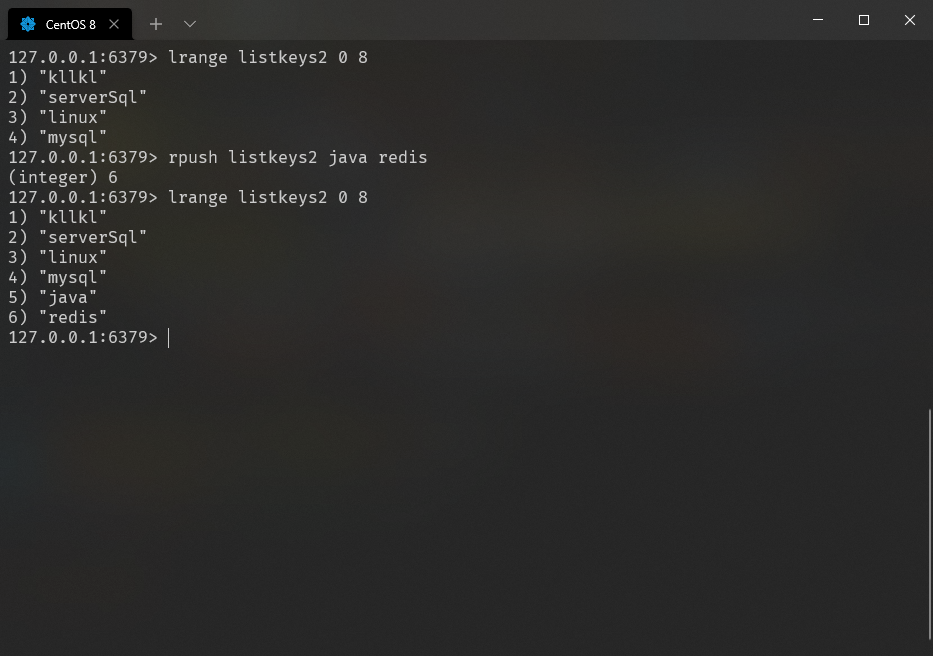 CentOS 8
127.0.0.1:6379> lrange listkeys2 0 8
1) "kllkl"
2) "serverSql"
3) "linux"
4) "mysql"
127.0.0.1:6379> rpush listkeys2 java redis
(integer) 6
127.0.0.1:6379> lrange listkeys2 0 8
1) "kllkl"
2) "serverSql"
3) "linux"
4) "mysql"
5) "java"
6) "redis"
127.0.0.1:6379>